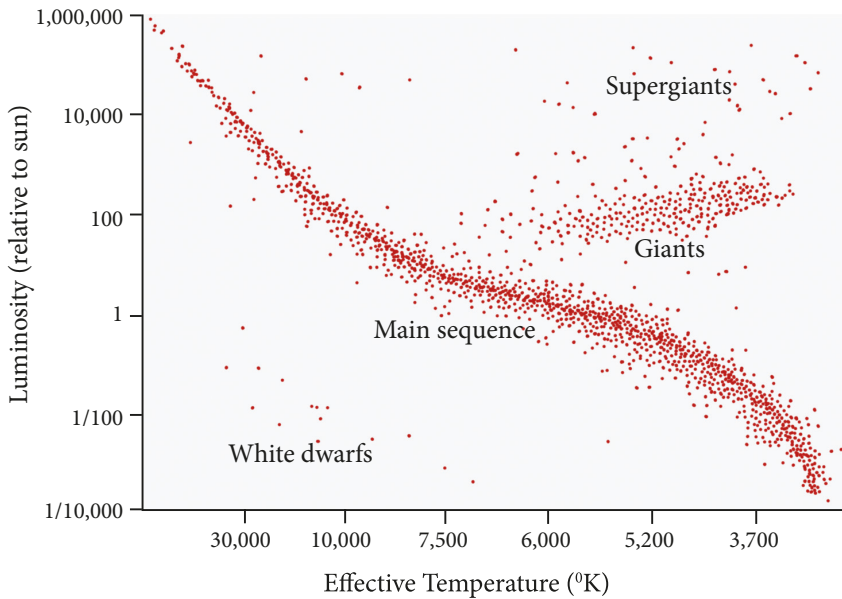 Luminosity (relative to sun)
1,000,000
10,000
100
1
1/100
1/10,000
Supergiants
Giants
Main sequence
White dwarfs
30,000
10,000
7,500
6,000
5,200
3,700
Effective Temperature (⁰K)